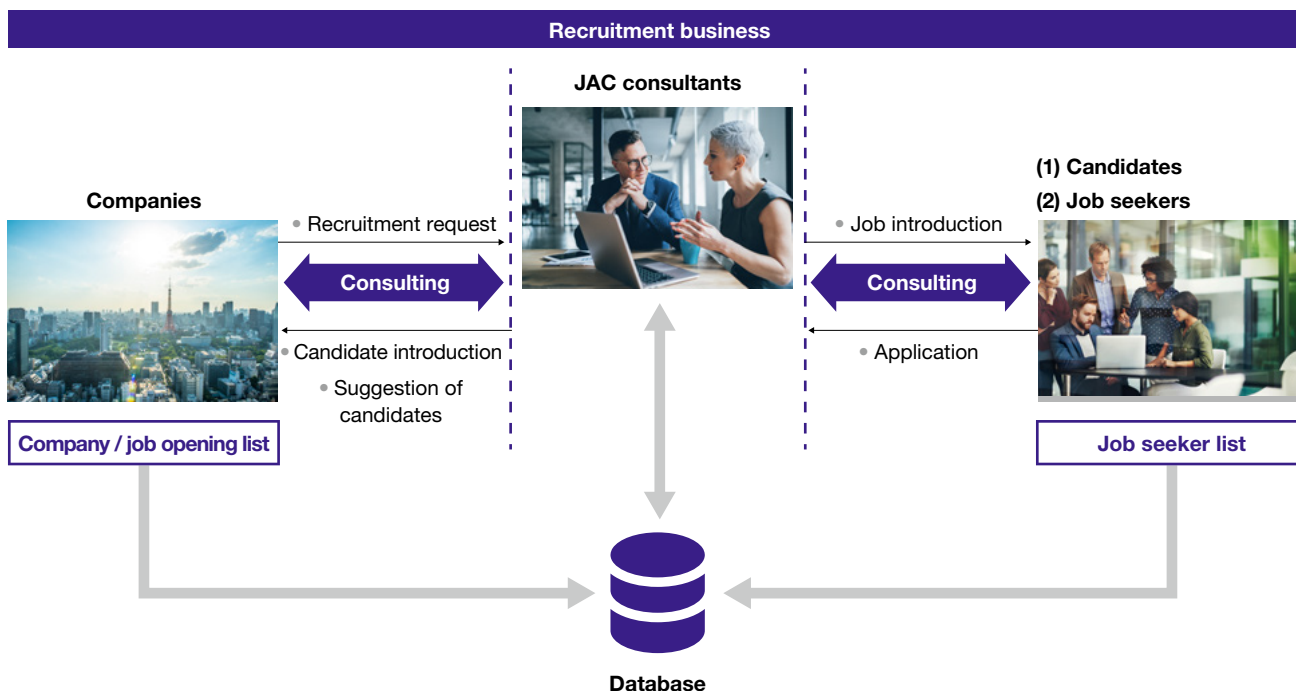 Recruitment business
JAC consultants
Companies
(1) Candidates
(2) Job seekers
• Recruitment request
Consulting
• Candidate introduction
• Suggestion of
candidates
• Job introduction
Consulting
• Application
Company / job opening list
Job seeker list
Database